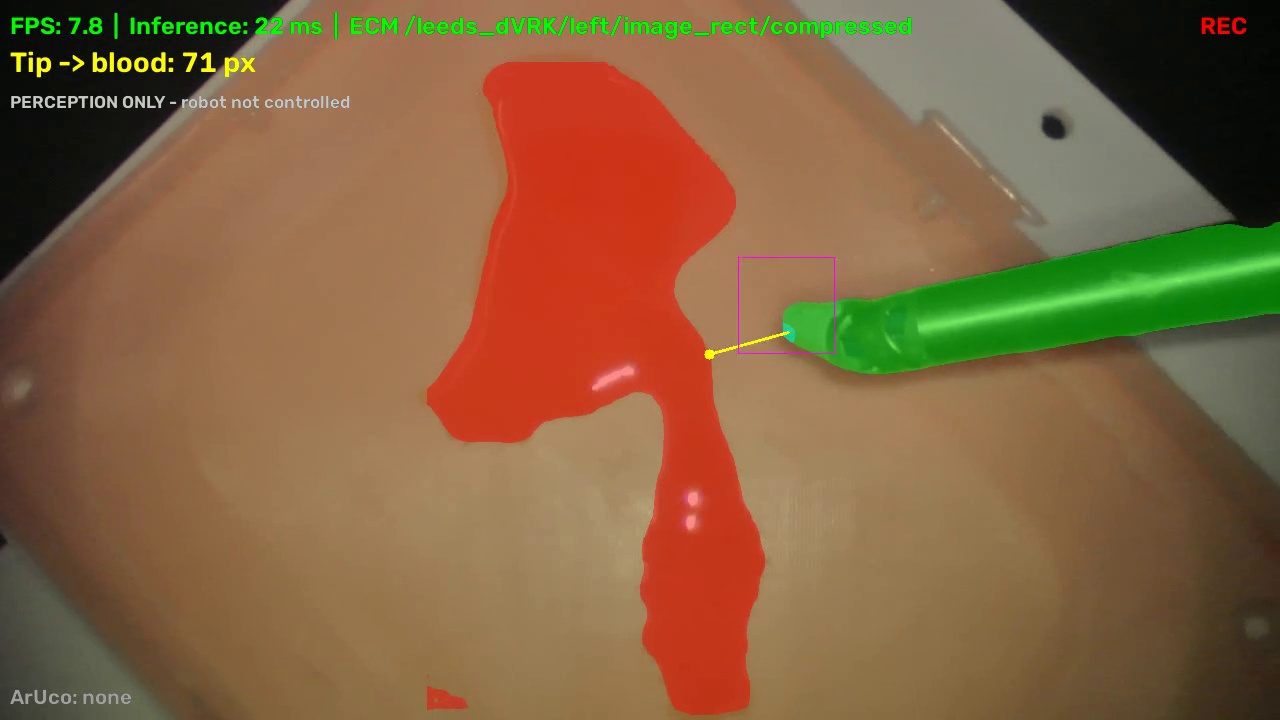 FPS: 7.8 | Inference: 22 ms | ECM /leeds_dVRK/left/image_rect/compressed
REC
Tip -> blood: 71 px
PERCEPTION ONLY - robot not controlled
ArUco: none